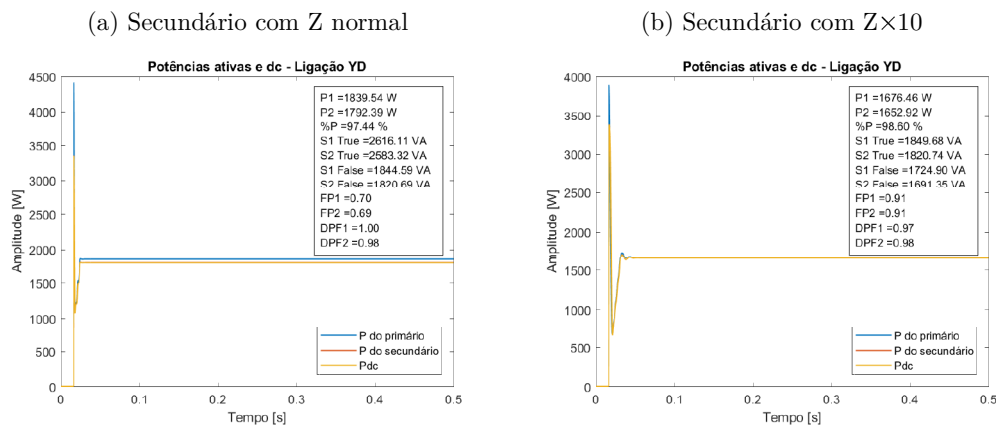 (a) Secundário com Z normal
Potências ativas e dc - Ligação YD
4500
4000
3500
3000
2500
2000
1500
1000
500
0
Amplitude [W]
P1 =1839.54 W
P2 =1792.39 W
%P =97.44 %
S1 True =2616.11 VA
S2 True =2583.32 VA
S1 False =1844.59 VA
S2 False =1820.69 VA
FP1 =0.70
FP2 =0.69
DPF1 =1.00
DPF2 =0.98
P do primário
P do secundário
Pdc
0 0.1 0.2 0.3 0.4 0.5
Tempo [s]
(b) Secundário com Z×10
Potências ativas e dc - Ligação YD
4000
3500
3000
2500
2000
1500
1000
500
0
Amplitude [W]
P1 =1676.46 W
P2 =1652.92 W
%P =98.60 %
S1 True =1849.68 VA
S2 True =1820.74 VA
S1 False =1724.90 VA
S2 False =1691.35 VA
FP1 =0.91
FP2 =0.91
DPF1 =0.97
DPF2 =0.98
P do primário
P do secundário
Pdc
0 0.1 0.2 0.3 0.4 0.5
Tempo [s]